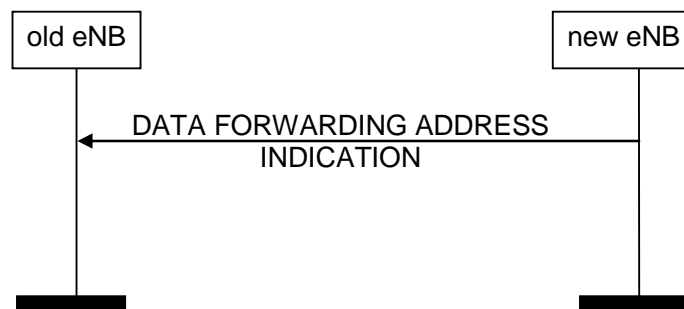 old eNB
new eNB
DATA FORWARDING ADDRESS
INDICATION